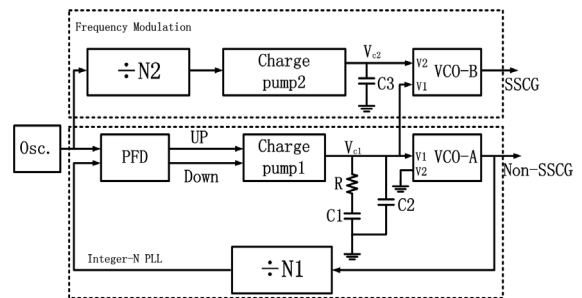 Frequency Modulation
÷N2
Charge
pump2
Vc2
C3
V2
V1
VCO-B
SSCG
Osc.
PFD
UP
Down
Charge
pump1
Vc1
R
C1
C2
V1
V2
VCO-A
Non-SSCG
Integer-N PLL
÷N1